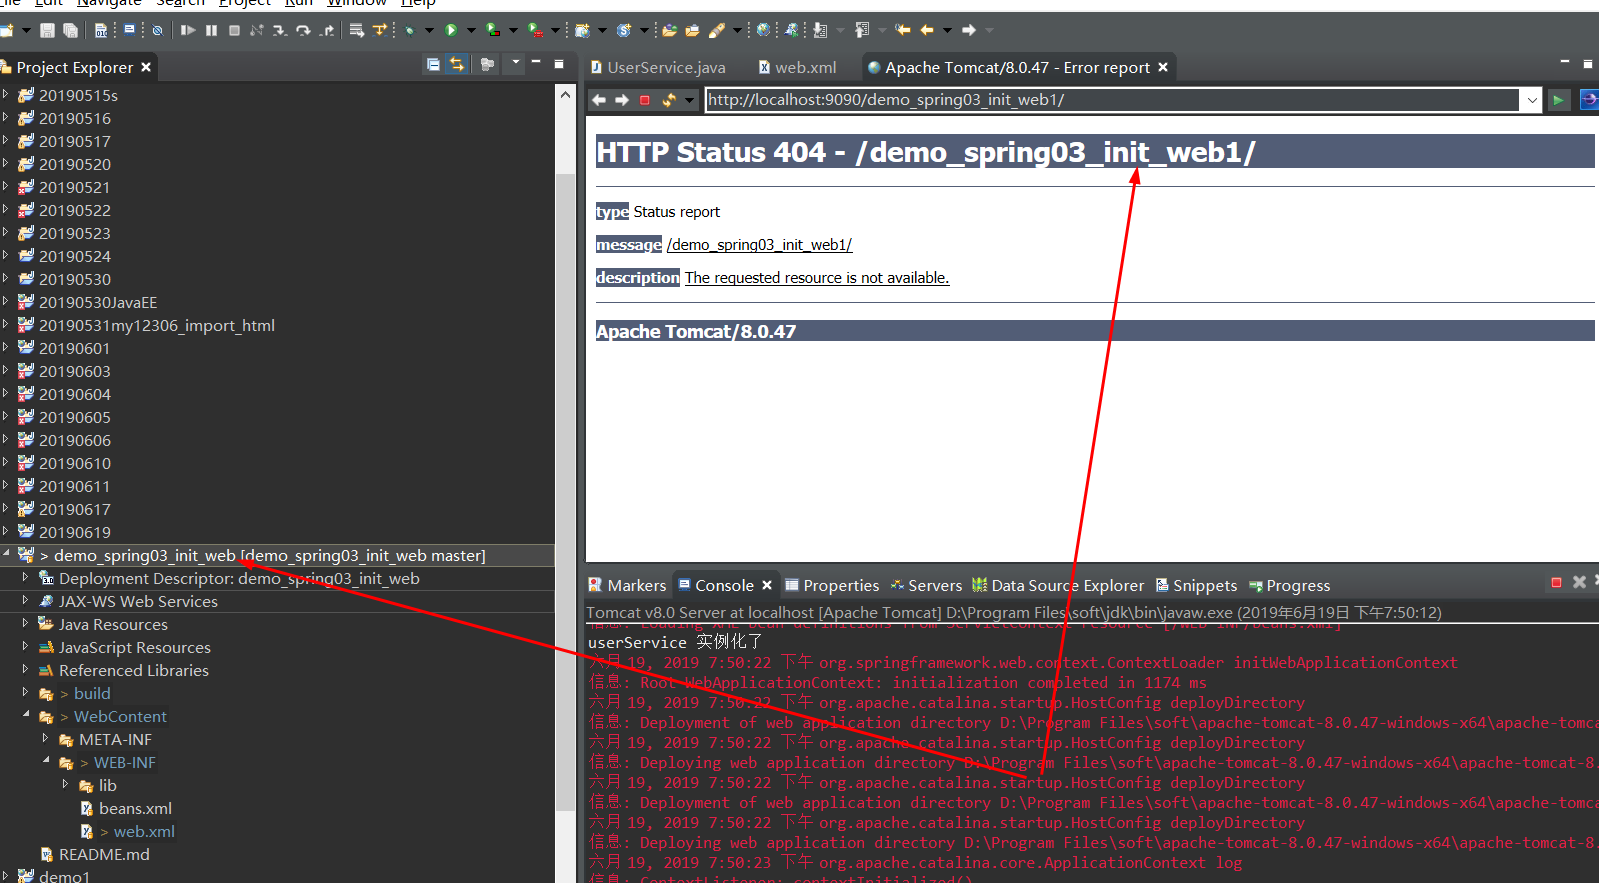 File Edit Navigate Search Project Run Window Help
Project Explorer
20190515s
20190516
20190517
20190520
20190521
20190522
20190523
20190524
20190530
20190530JavaEE
20190531my12306_import_html
20190601
20190603
20190604
20190605
20190606
20190610
20190611
20190617
20190619
> demo_spring03_init_web [demo_spring03_init_web master]
Deployment Descriptor: demo_spring03_init_web
JAX-WS Web Services
Java Resources
JavaScript Resources
Referenced Libraries
> build
> WebContent
META-INF
> WEB-INF
lib
beans.xml
> web.xml
README.md
demo1
UserService.java web.xml Apache Tomcat/8.0.47 - Error report
http://localhost:9090/demo_spring03_init_web1/
HTTP Status 404 - /demo_spring03_init_web1/
type Status report
message /demo_spring03_init_web1/
description The requested resource is not available.
Apache Tomcat/8.0.47
Markers Console Properties Servers Data Source Explorer Snippets Progress
Tomcat v8.0 Server at localhost [Apache Tomcat] D:\Program Files\soft\jdk\bin\javaw.exe (2019年6月19日 下午7:50:12)
信息: Loading XML bean definitions from ServletContext resource [/WEB-INF/beans.xml]
userService 实例化了
六月 19, 2019 7:50:22 下午 org.springframework.web.context.ContextLoader initWebApplicationContext
信息: Root WebApplicationContext: initialization completed in 1174 ms
六月 19, 2019 7:50:22 下午 org.apache.catalina.startup.HostConfig deployDirectory
信息: Deployment of web application directory D:\Program Files\soft\apache-tomcat-8.0.47-windows-x64\apache-tomca
六月 19, 2019 7:50:22 下午 org.apache.catalina.startup.HostConfig deployDirectory
信息: Deploying web application directory D:\Program Files\soft\apache-tomcat-8.0.47-windows-x64\apache-tomcat-8.
六月 19, 2019 7:50:22 下午 org.apache.catalina.startup.HostConfig deployDirectory
信息: Deployment of web application directory D:\Program Files\soft\apache-tomcat-8.0.47-windows-x64\apache-tomca
六月 19, 2019 7:50:22 下午 org.apache.catalina.startup.HostConfig deployDirectory
信息: Deploying web application directory D:\Program Files\soft\apache-tomcat-8.0.47-windows-x64\apache-tomcat-8.
六月 19, 2019 7:50:23 下午 org.apache.catalina.core.ApplicationContext log
信息: ContextListener: contextInitialized()